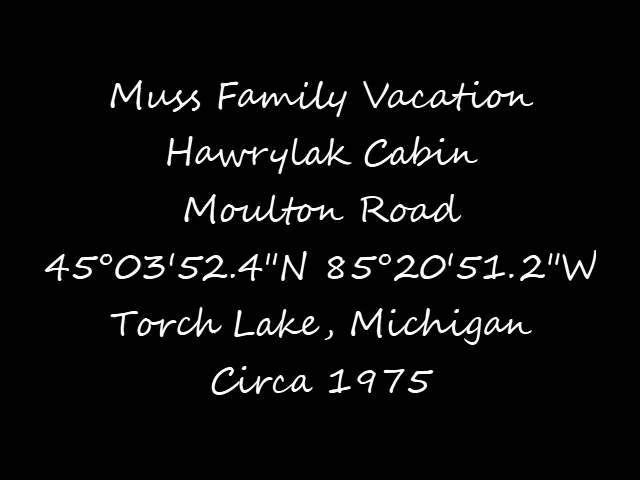 Muss Family Vacation
Hawrylak Cabin
Moulton Road
45°03'52.4"N 85°20'51.2"W
Torch Lake, Michigan
Circa 1975